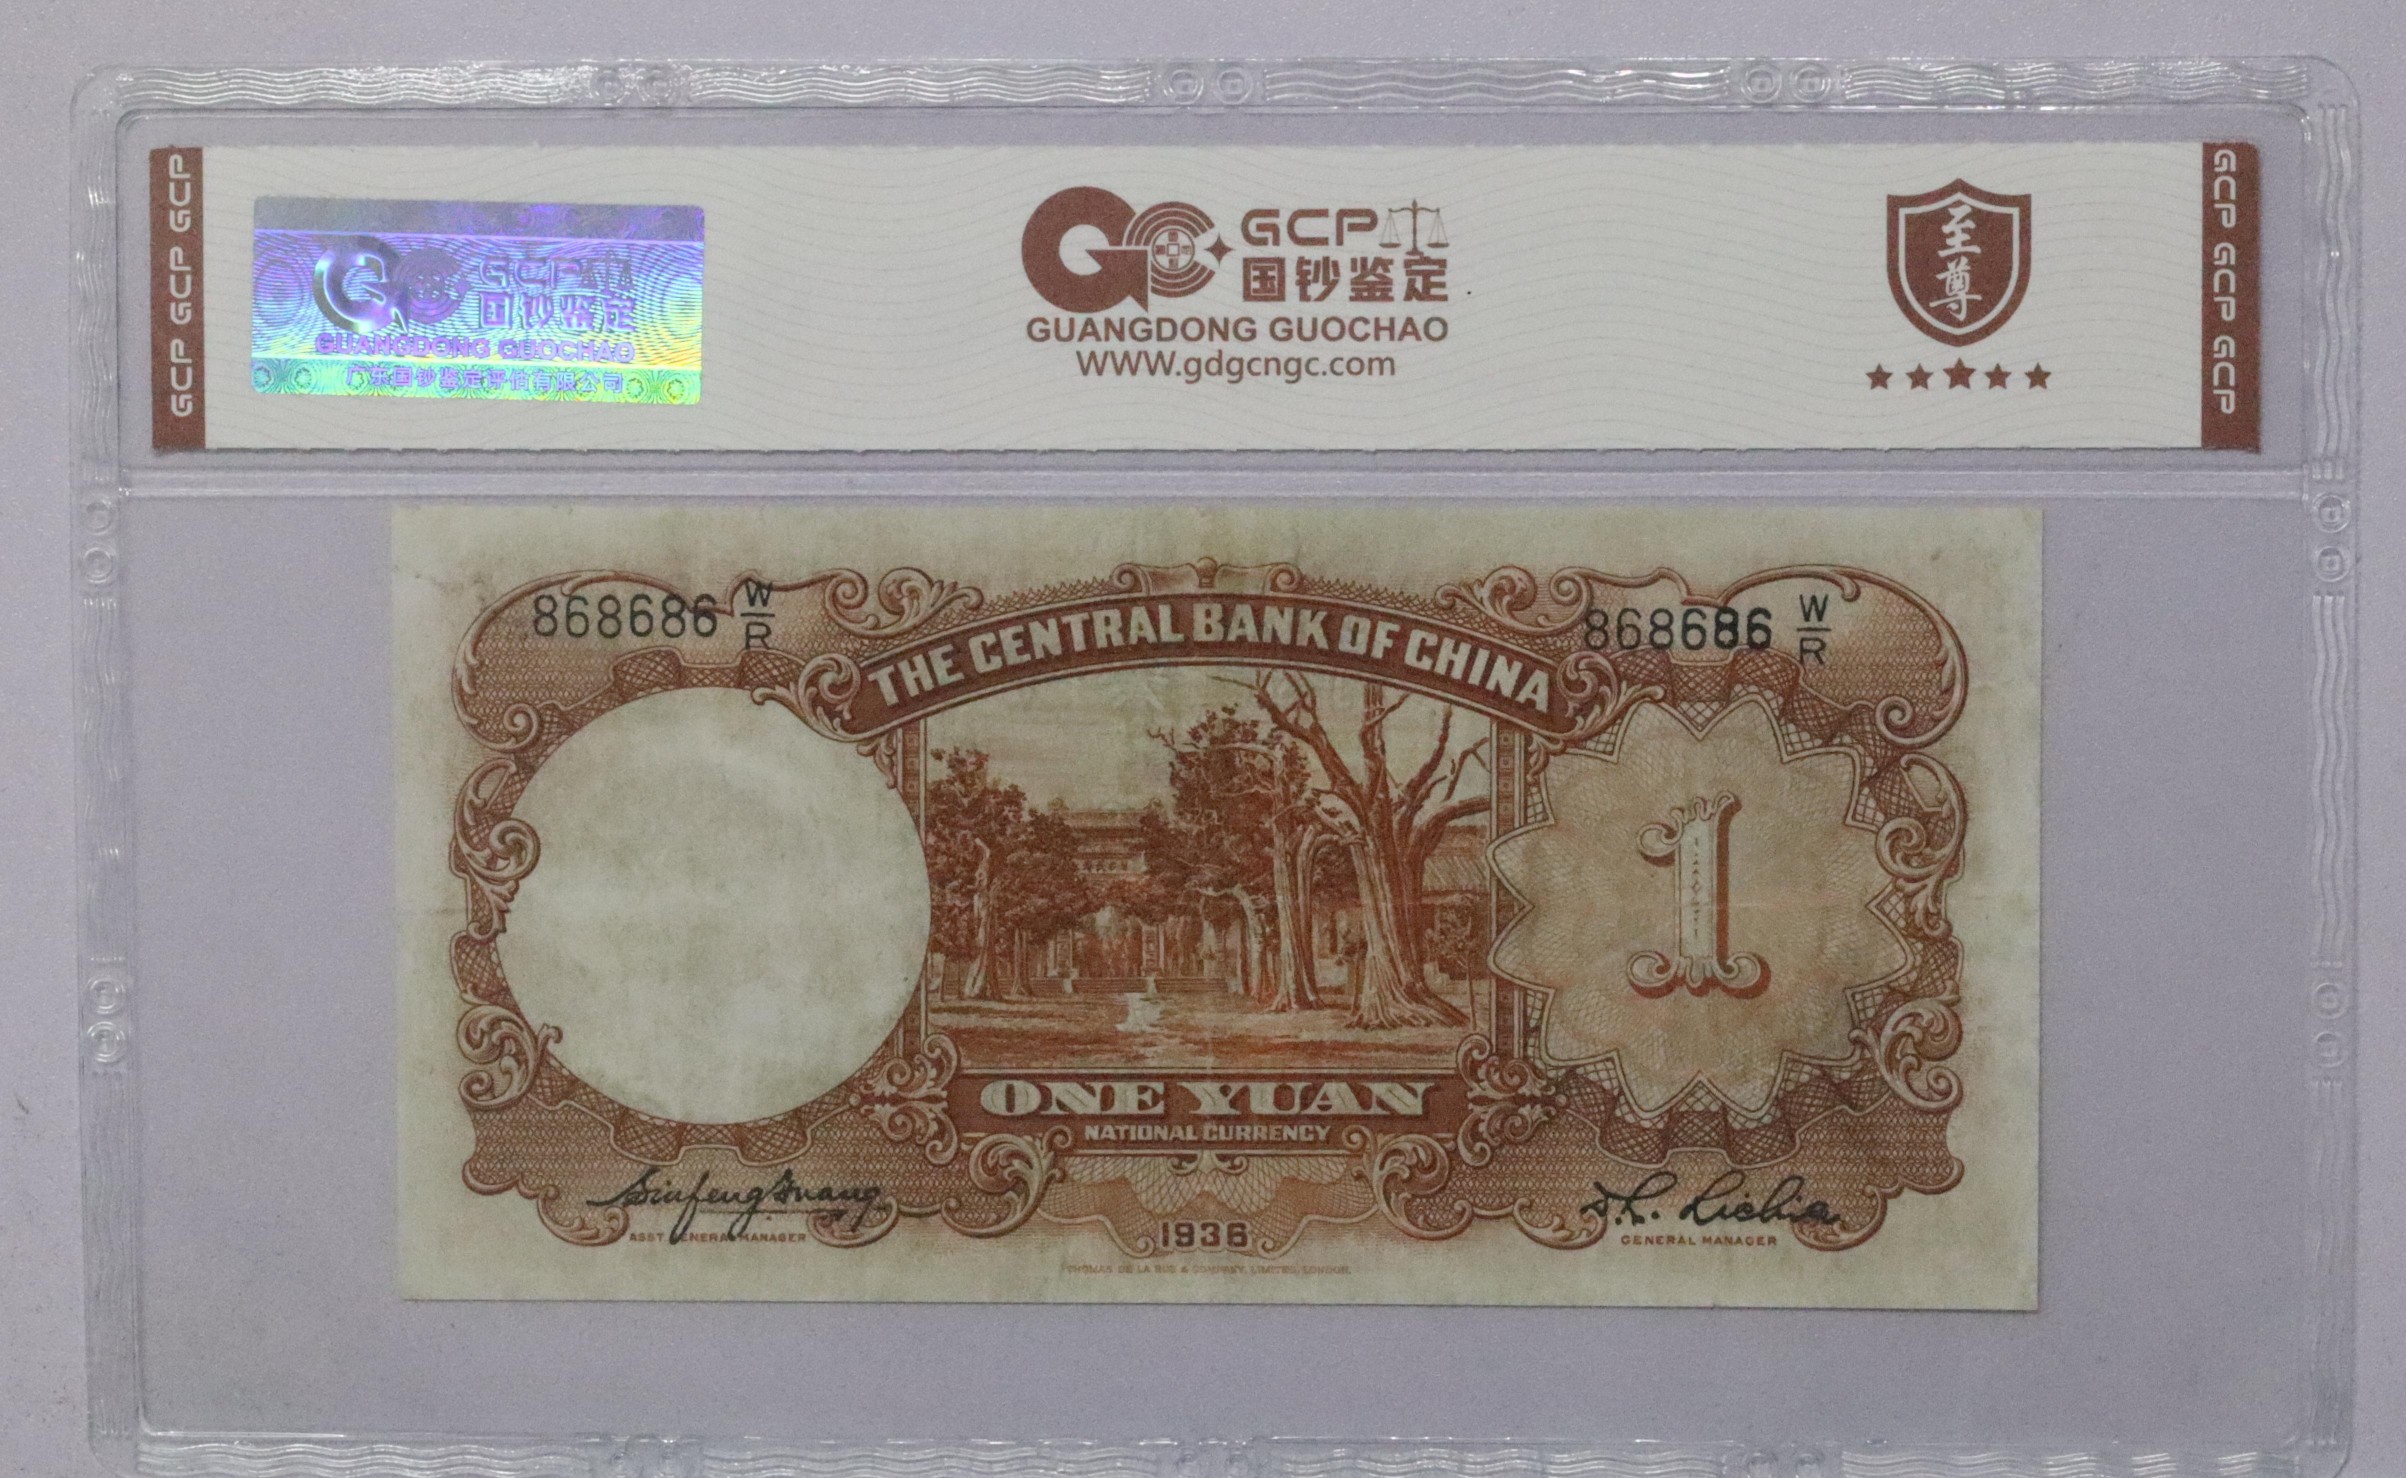 GCP GCP GCP
GCP
国钞鉴定
GUANGDONG GUOCHAO
广东国钞鉴定评估有限公司
GCP
国钞鉴定
GUANGDONG GUOCHAO
WWW.gdgcngc.com
至尊
GCP GCP GCP
868686 W/R
868686 W/R
THE CENTRAL BANK OF CHINA
1
ONE YUAN
NATIONAL CURRENCY
ASST GENERAL MANAGER
1936
GENERAL MANAGER
THOMAS DE LA RUE & COMPANY, LIMITED, LONDON.